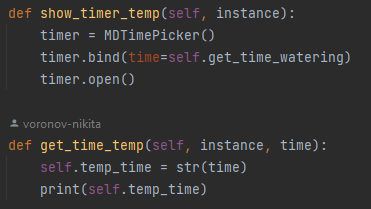 def show_timer_temp(self, instance):
    timer = MDTimePicker()
    timer.bind(time=self.get_time_watering)
    timer.open()
voronov-nikita
def get_time_temp(self, instance, time):
    self.temp_time = str(time)
    print(self.temp_time)